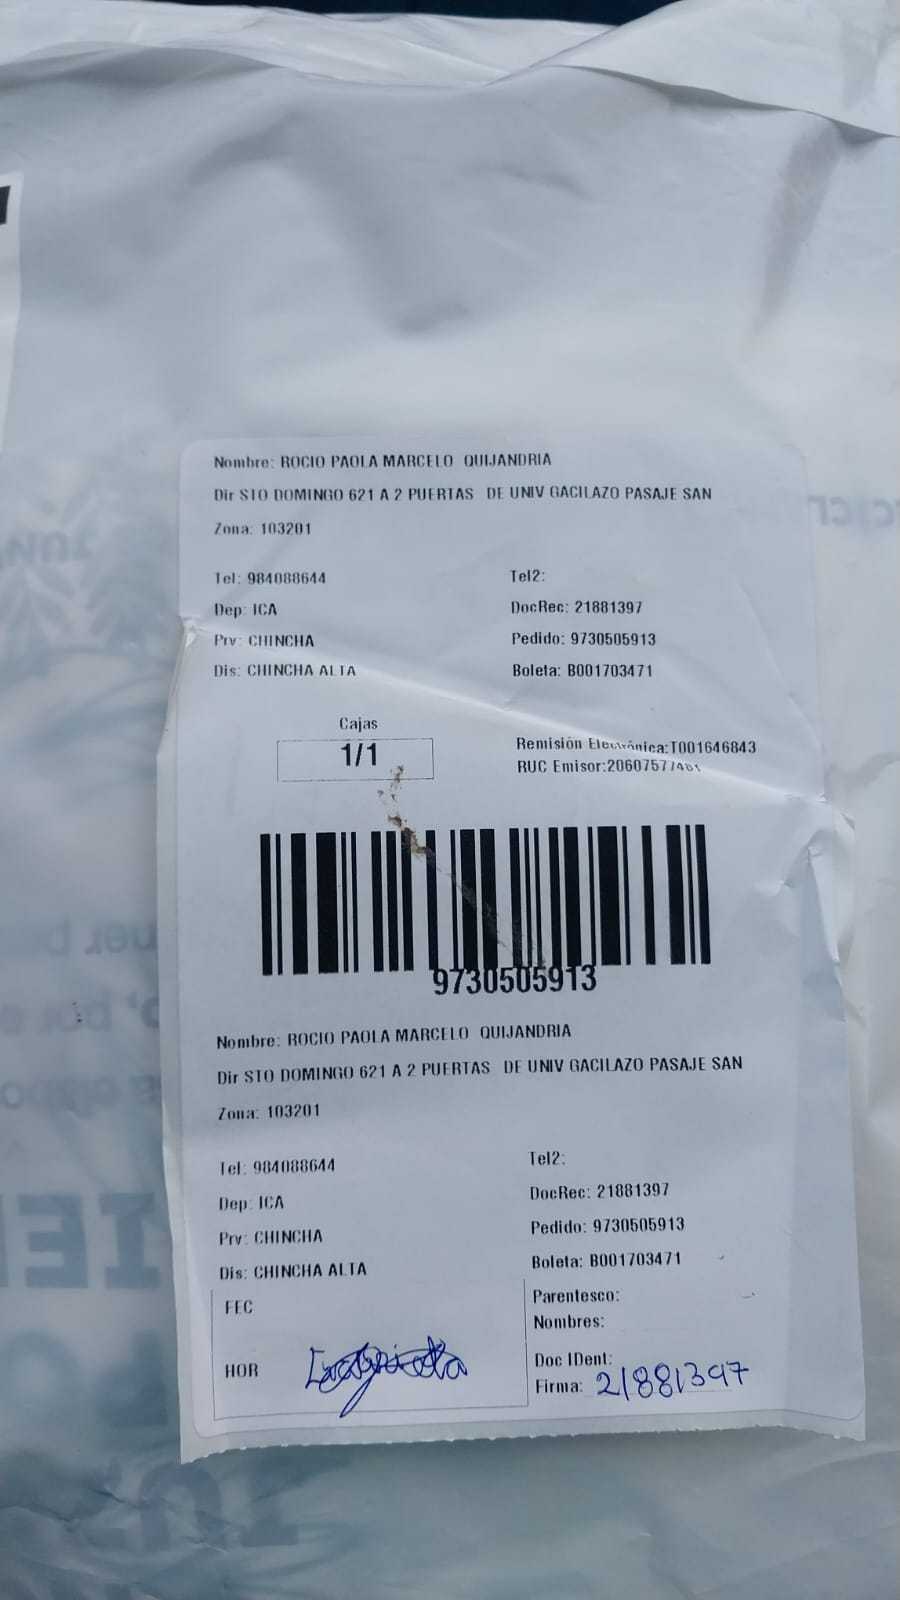 Nombre: ROCIO PAOLA MARCELO QUIJANDRIA
Dir STO DOMINGO 621 A 2 PUERTAS DE UNIV GACILAZO PASAJE SAN
Zona: 103201
Tel: 984088644 Tel2:
Dep: ICA DocRec: 21881397
Prv: CHINCHA Pedido: 9730505913
Dis: CHINCHA ALTA Boleta: B001703471
Cajas
1/1
Remisión Electrónica:T001646843
RUC Emisor:20607577481
9730505913
Nombre: ROCIO PAOLA MARCELO QUIJANDRIA
Dir STO DOMINGO 621 A 2 PUERTAS DE UNIV GACILAZO PASAJE SAN
Zona: 103201
Tel: 984088644 Tel2:
Dep: ICA DocRec: 21881397
Prv: CHINCHA Pedido: 9730505913
Dis: CHINCHA ALTA Boleta: B001703471
FEC Parentesco:
Nombres:
HOR Doc IDent:
Firma: 21881397